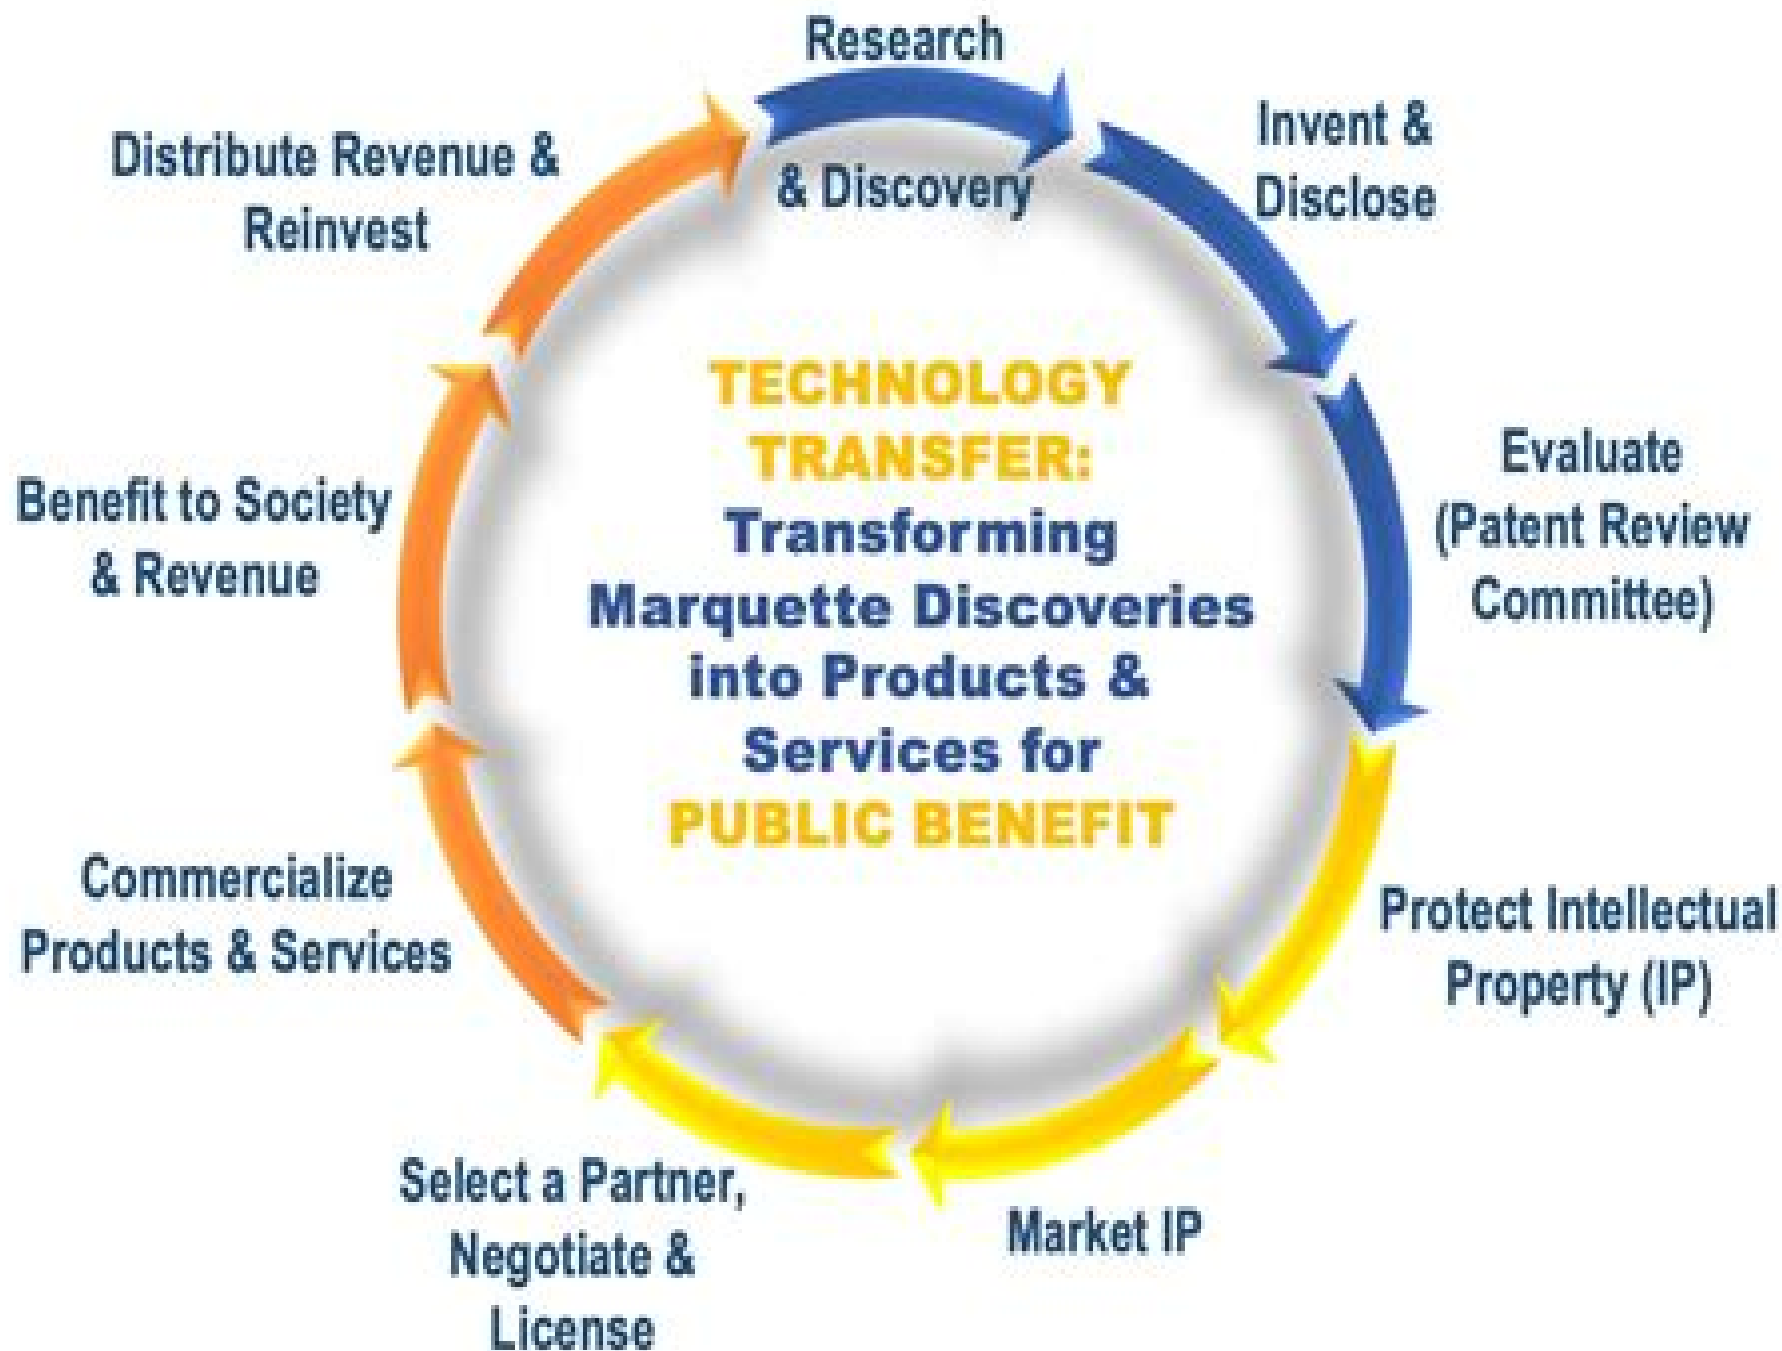 Research
& Discovery
Invent &
Disclose
Evaluate
(Patent Review
Committee)
Protect Intellectual
Property (IP)
Market IP
Select a Partner,
Negotiate &
License
Commercialize
Products & Services
Benefit to Society
& Revenue
Distribute Revenue &
Reinvest
TECHNOLOGY
TRANSFER:
Transforming
Marquette Discoveries
into Products &
Services for
PUBLIC BENEFIT